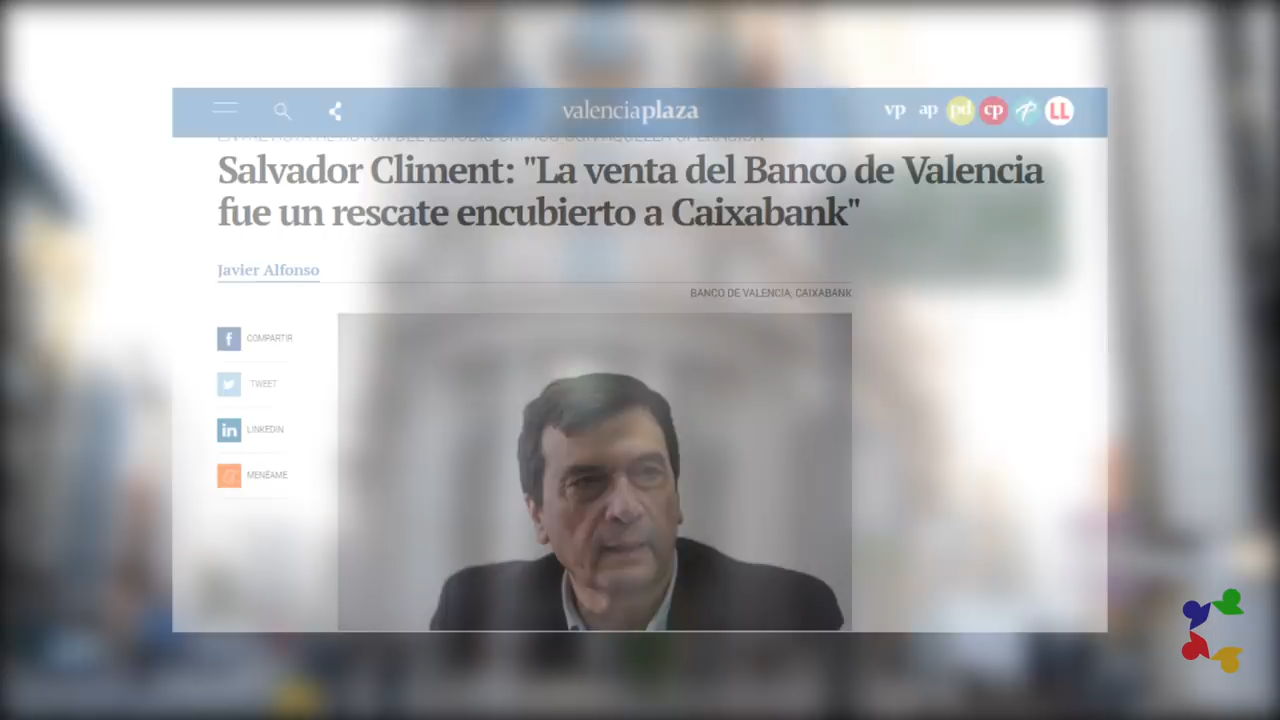 valenciaplaza
vp ap pd cp LL
Salvador Climent: "La venta del Banco de Valencia
fue un rescate encubierto a Caixabank"
Javier Alfonso
BANCO DE VALENCIA, CAIXABANK
f COMPARTIR
TWEET
in LINKEDIN
MENÉAME